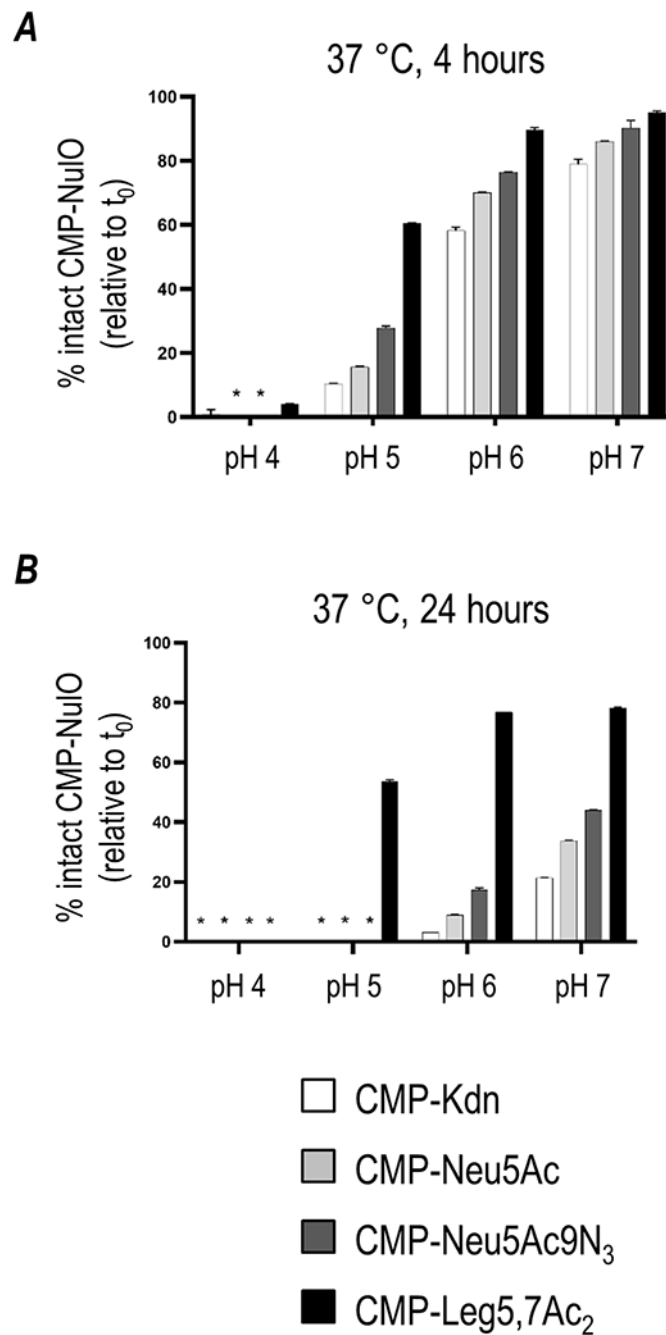 A
37 °C, 4 hours
% intact CMP-NulO
(relative to t0)
100
80
60
40
20
0
* *
pH 4 pH 5 pH 6 pH 7
B
37 °C, 24 hours
% intact CMP-NulO
(relative to t0)
100
80
60
40
20
0
* * * * * * *
pH 4 pH 5 pH 6 pH 7
CMP-Kdn
CMP-Neu5Ac
CMP-Neu5Ac9N3
CMP-Leg5,7Ac2